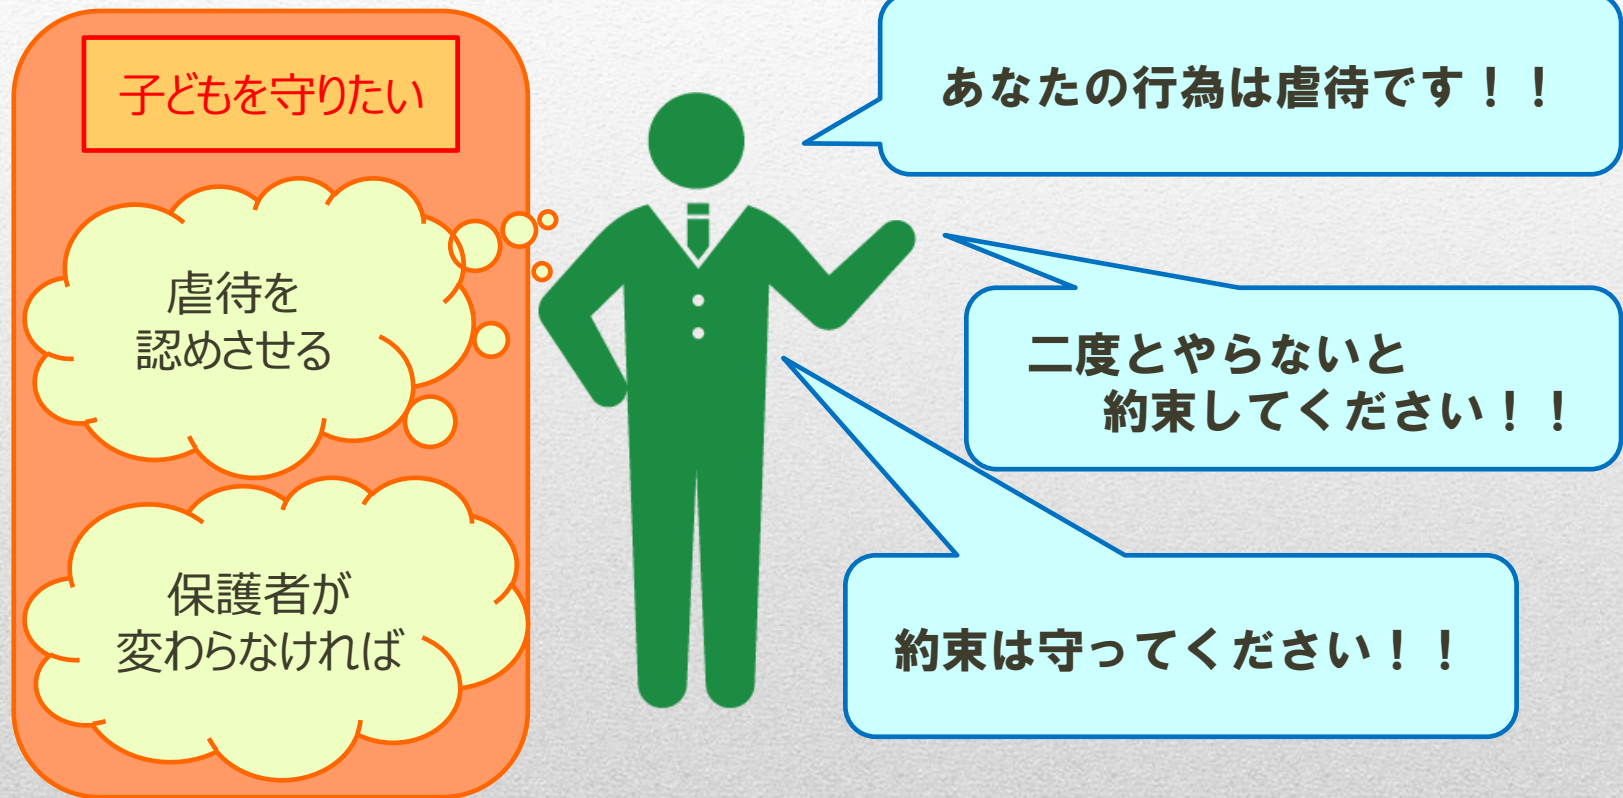 子どもを守りたい
虐待を
認めさせる
保護者が
変わらなければ
あなたの行為は虐待です！！
二度とやらないと
約束してください！！
約束は守ってください！！